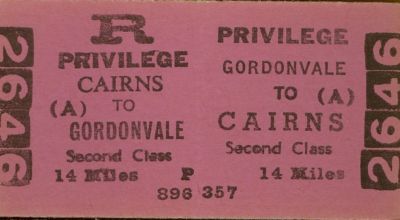 2646
R
PRIVILEGE
CAIRNS
(A) TO
GORDONVALE
Second Class
14 Miles P
PRIVILEGE
GORDONVALE
TO (A)
CAIRNS
Second Class
14 Miles
896 357
2646